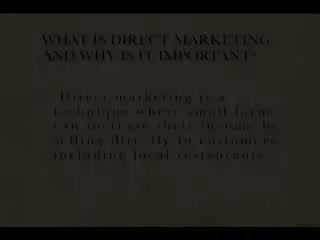 WHAT IS DIRECT MARKETING
AND WHY IS IT IMPORTANT?
Direct marketing is a
technique where small farms
can increase their income by
selling directly to customers
including local restaurants